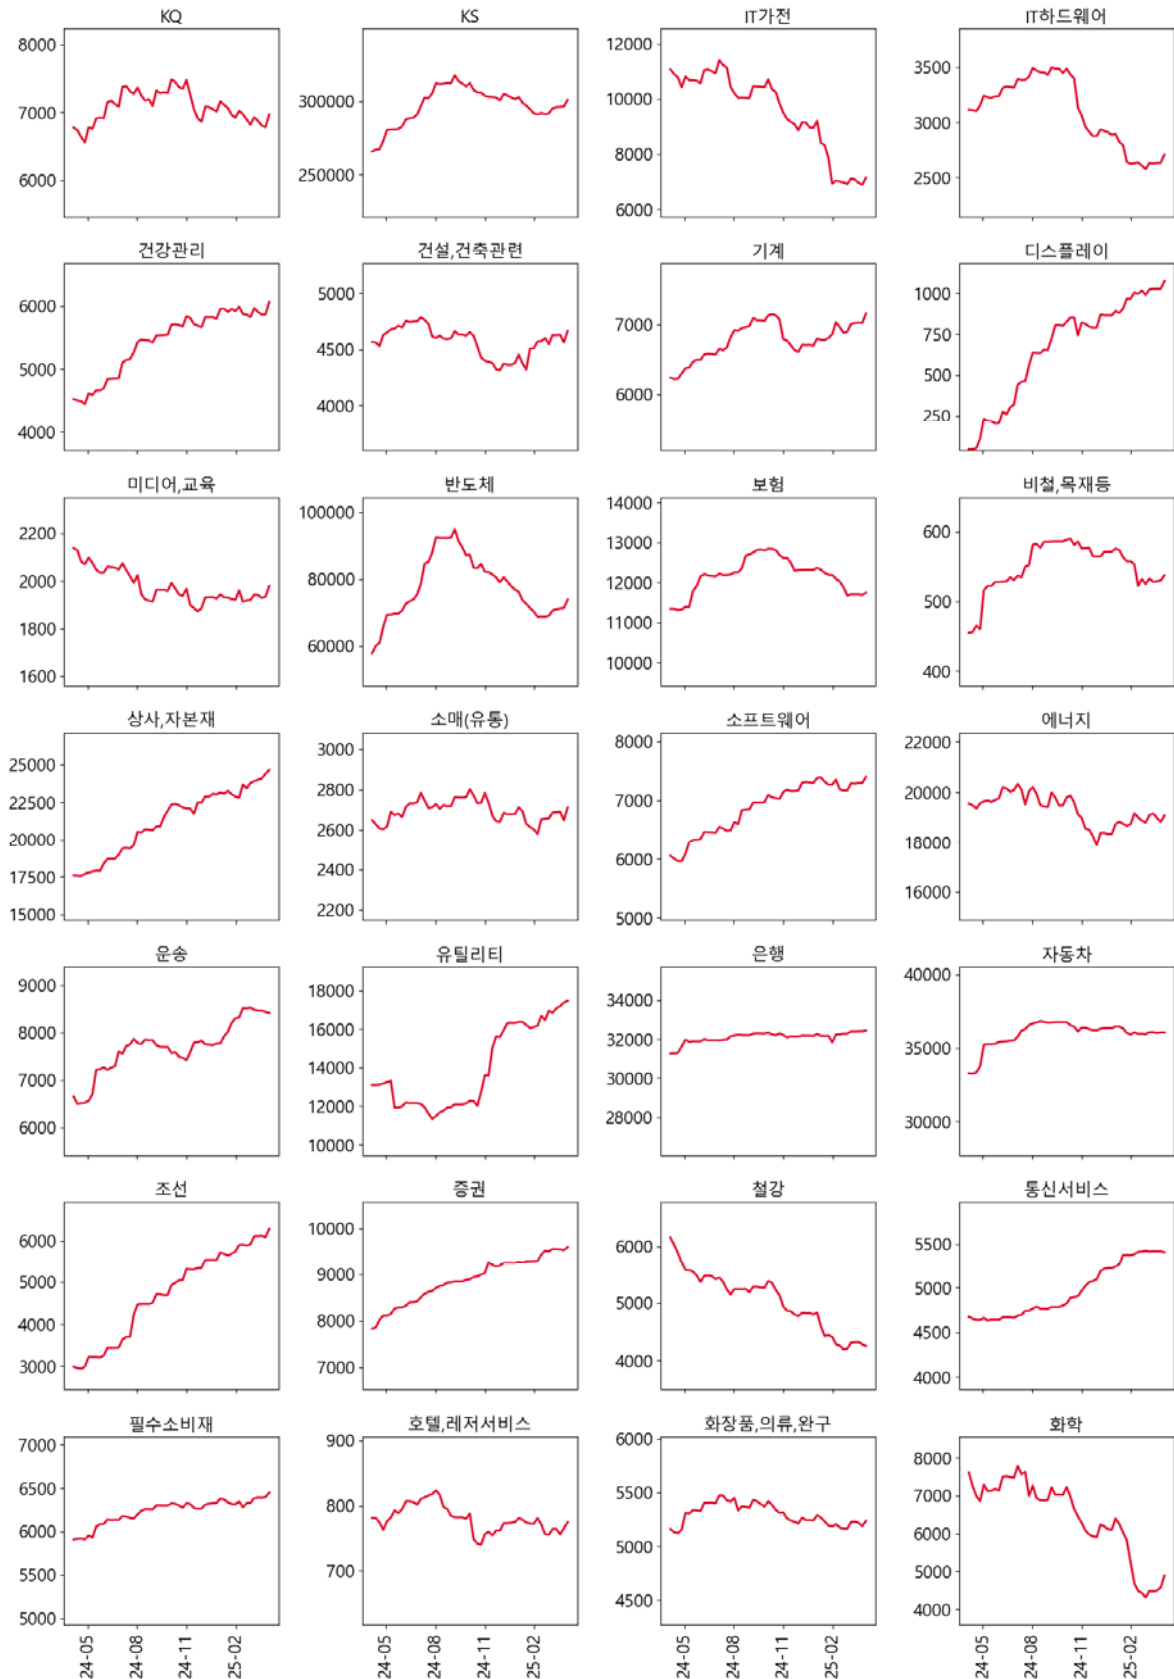 KQ KS IT가전 IT하드웨어
8000 12000 3500
7000 300000 10000 3000
6000 250000 8000 2500
6000
건강관리 건설,건축관련 기계 디스플레이
6000 5000 7000 1000
5000 4500 6000 750
4000 4000 500
250
미디어,교육 반도체 보험 비철,목재등
2200 100000 14000 600
2000 80000 13000 500
1800 60000 12000 400
1600 11000
10000
상사,자본재 소매(유통) 소프트웨어 에너지
25000 3000 8000 22000
22500 2800 7000 20000
20000 2600 6000 18000
17500 2400 5000 16000
15000 2200
운송 유틸리티 은행 자동차
9000 18000 34000 40000
8000 16000 32000 35000
7000 14000 30000 30000
6000 12000 28000
10000
조선 증권 철강 통신서비스
6000 10000 6000 5500
5000 9000 5000 5000
4000 8000 4000 4500
3000 7000 4000
필수소비재 호텔,레저서비스 화장품,의류,완구 화학
7000 900 6000 8000
6500 800 5500 7000
6000 700 5000 6000
5500 4500 5000
5000 4000
24-05 24-08 24-11 25-02 24-05 24-08 24-11 25-02 24-05 24-08 24-11 25-02 24-05 24-08 24-11 25-02